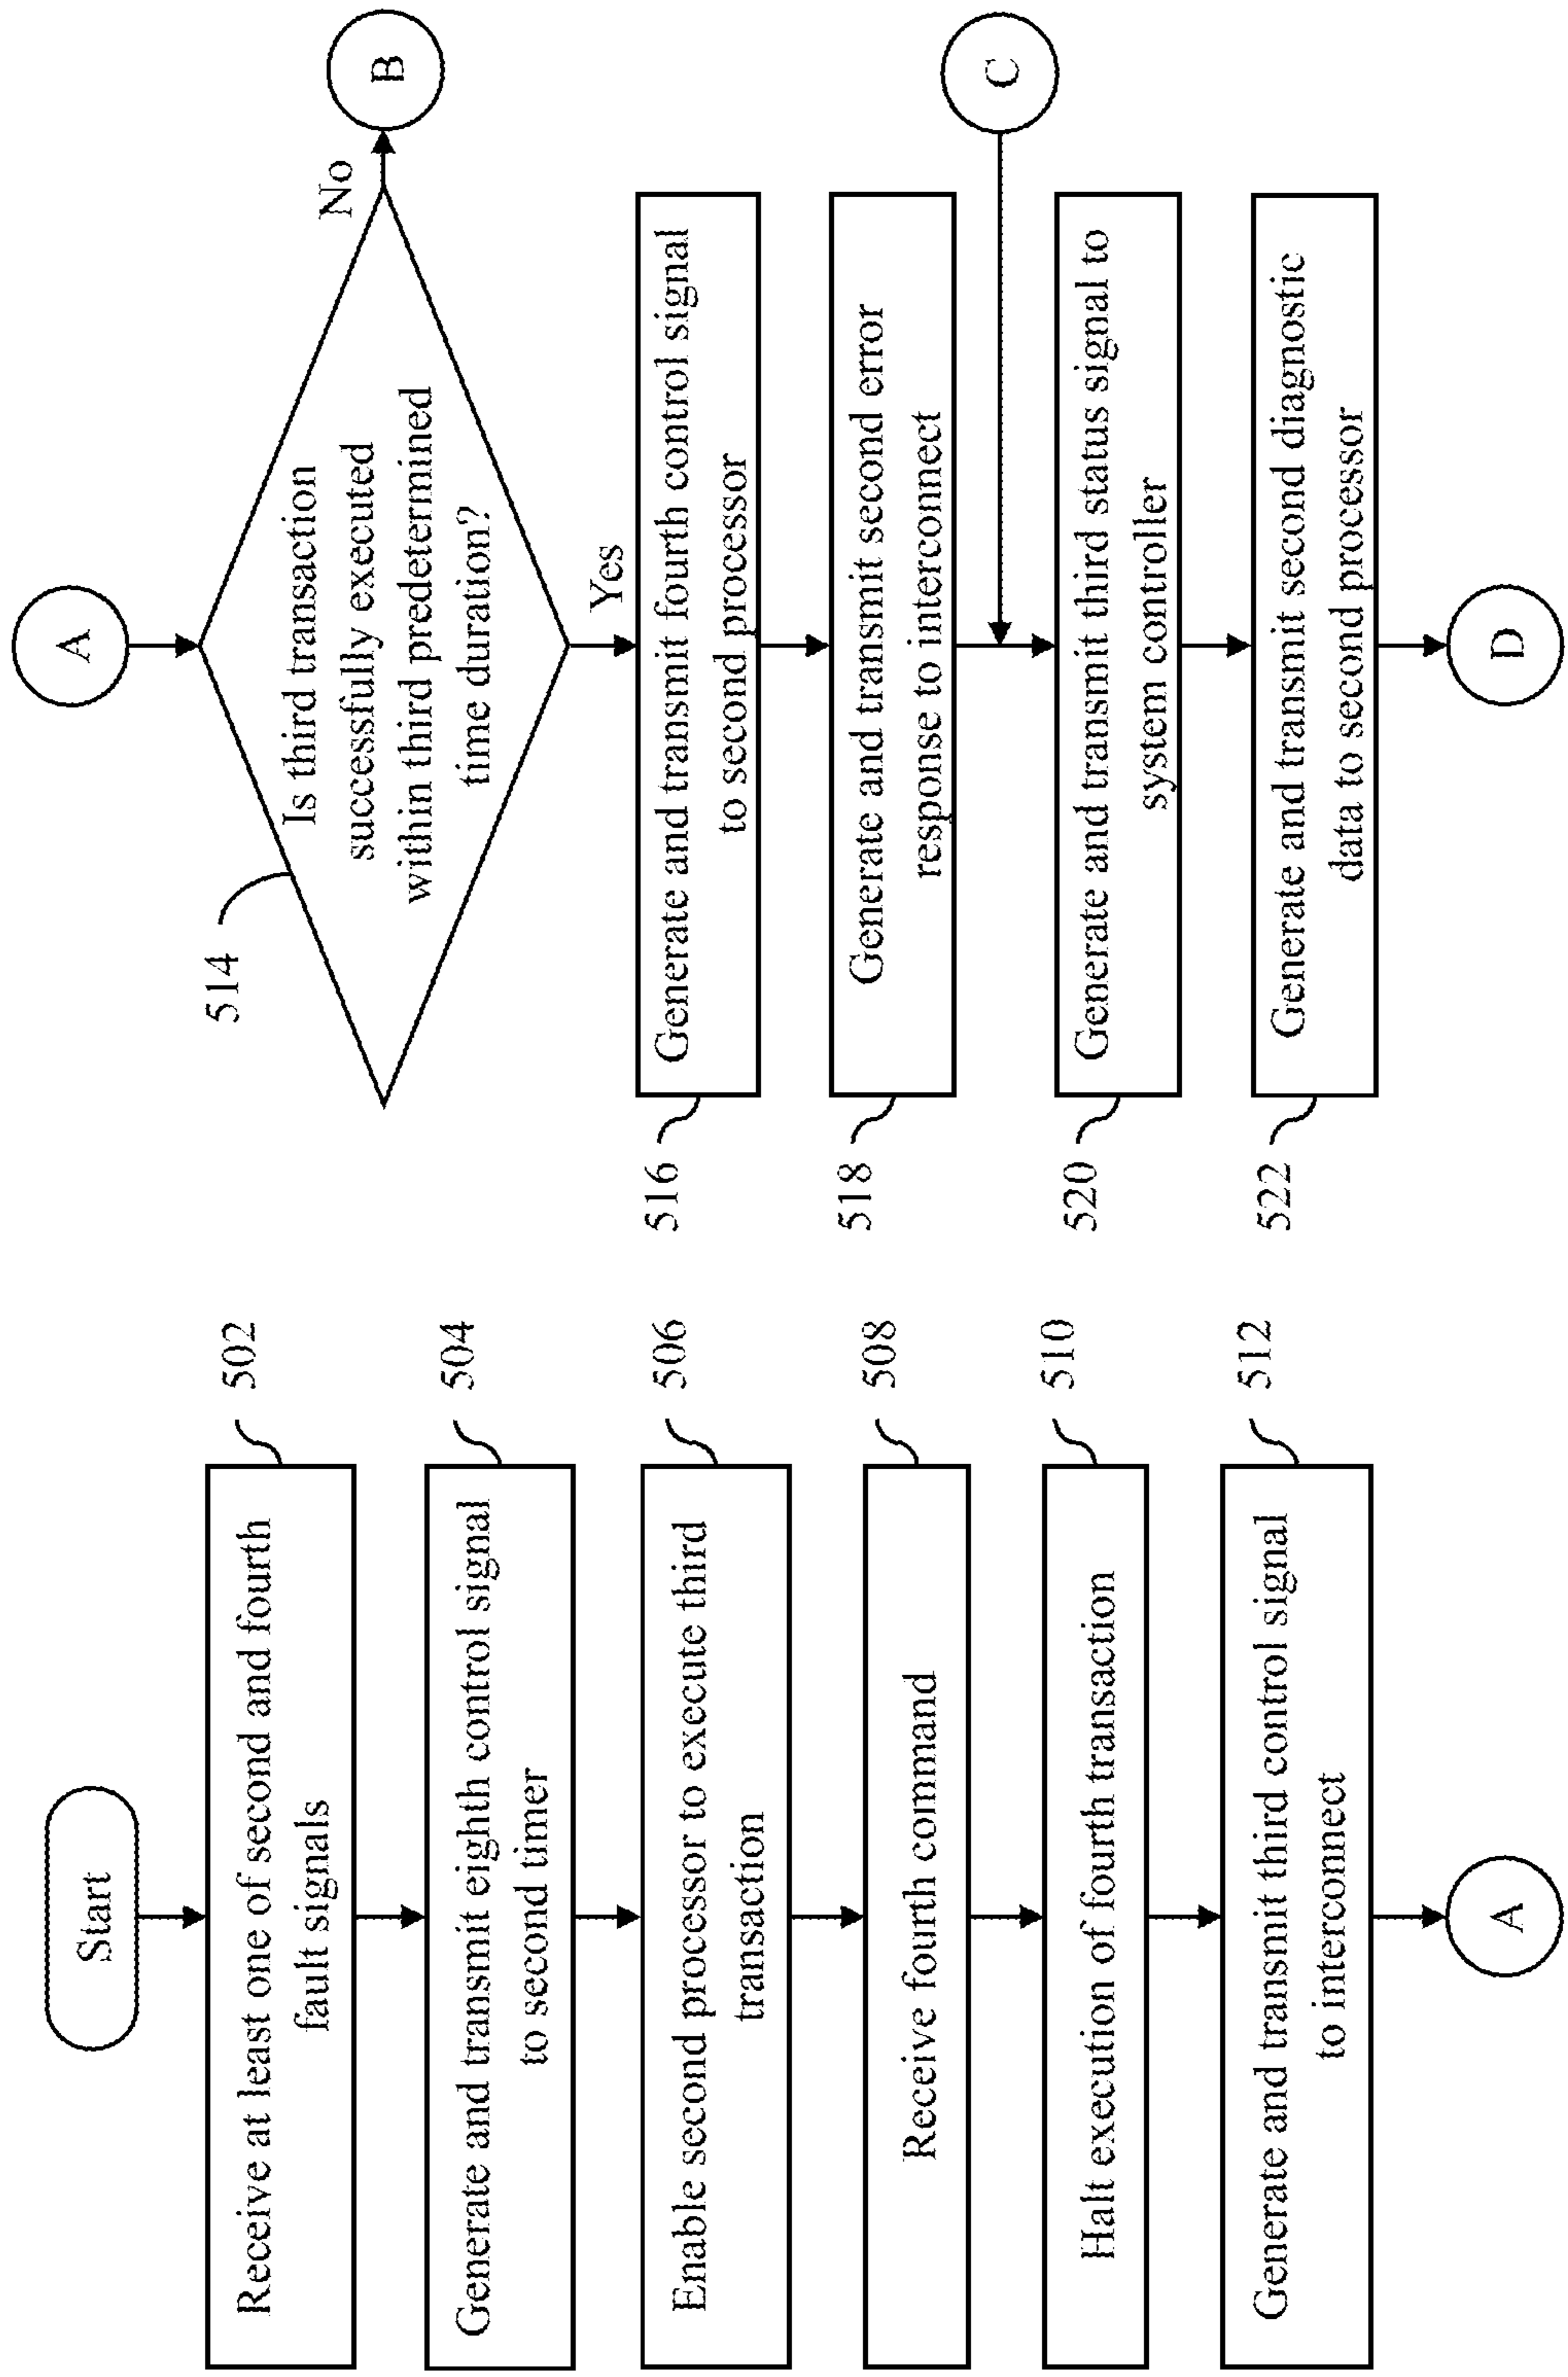 Start
502
Receive at least one of second and fourth
fault signals
504
Generate and transmit eighth control signal
to second timer
506
Enable second processor to execute third
transaction
508
Receive fourth command
510
Halt execution of fourth transaction
512
Generate and transmit third control signal
to interconnect
A
A
514
Is third transaction
successfully executed
within third predetermined
time duration?
No
B
Yes
516
Generate and transmit fourth control signal
to second processor
518
Generate and transmit second error
response to interconnect
C
520
Generate and transmit third status signal to
system controller
522
Generate and transmit second diagnostic
data to second processor
D